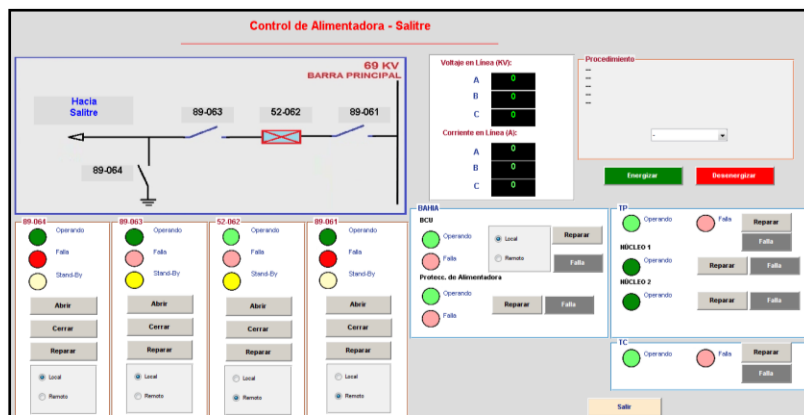 Control de Alimentadora - Salitre
69 KV
BARRA PRINCIPAL
Hacia
Salitre
89-063
52-062
89-061
89-064
Voltaje en Línea (KV):
A
0
B
0
C
0
Corriente en Línea (A):
A
0
B
0
C
0
Procedimiento
-
Energizar
Desenergizar
89-064
Operando
Falla
Stand-By
Abrir
Cerrar
Reparar
Local
Remoto
89-063
Operando
Falla
Stand-By
Abrir
Cerrar
Reparar
Local
Remoto
52-062
Operando
Falla
Stand-By
Abrir
Cerrar
Reparar
Local
Remoto
89-061
Operando
Falla
Stand-By
Abrir
Cerrar
Reparar
Local
Remoto
BAHIA
BCU
Operando
Falla
Local
Remoto
Reparar
Falla
Protecc. de Alimentadora
Operando
Falla
Reparar
Falla
TP
Operando
Falla
Reparar
Falla
NÚCLEO 1
Operando
Reparar
Falla
NÚCLEO 2
Operando
Reparar
Falla
TC
Operando
Falla
Reparar
Falla
Salir